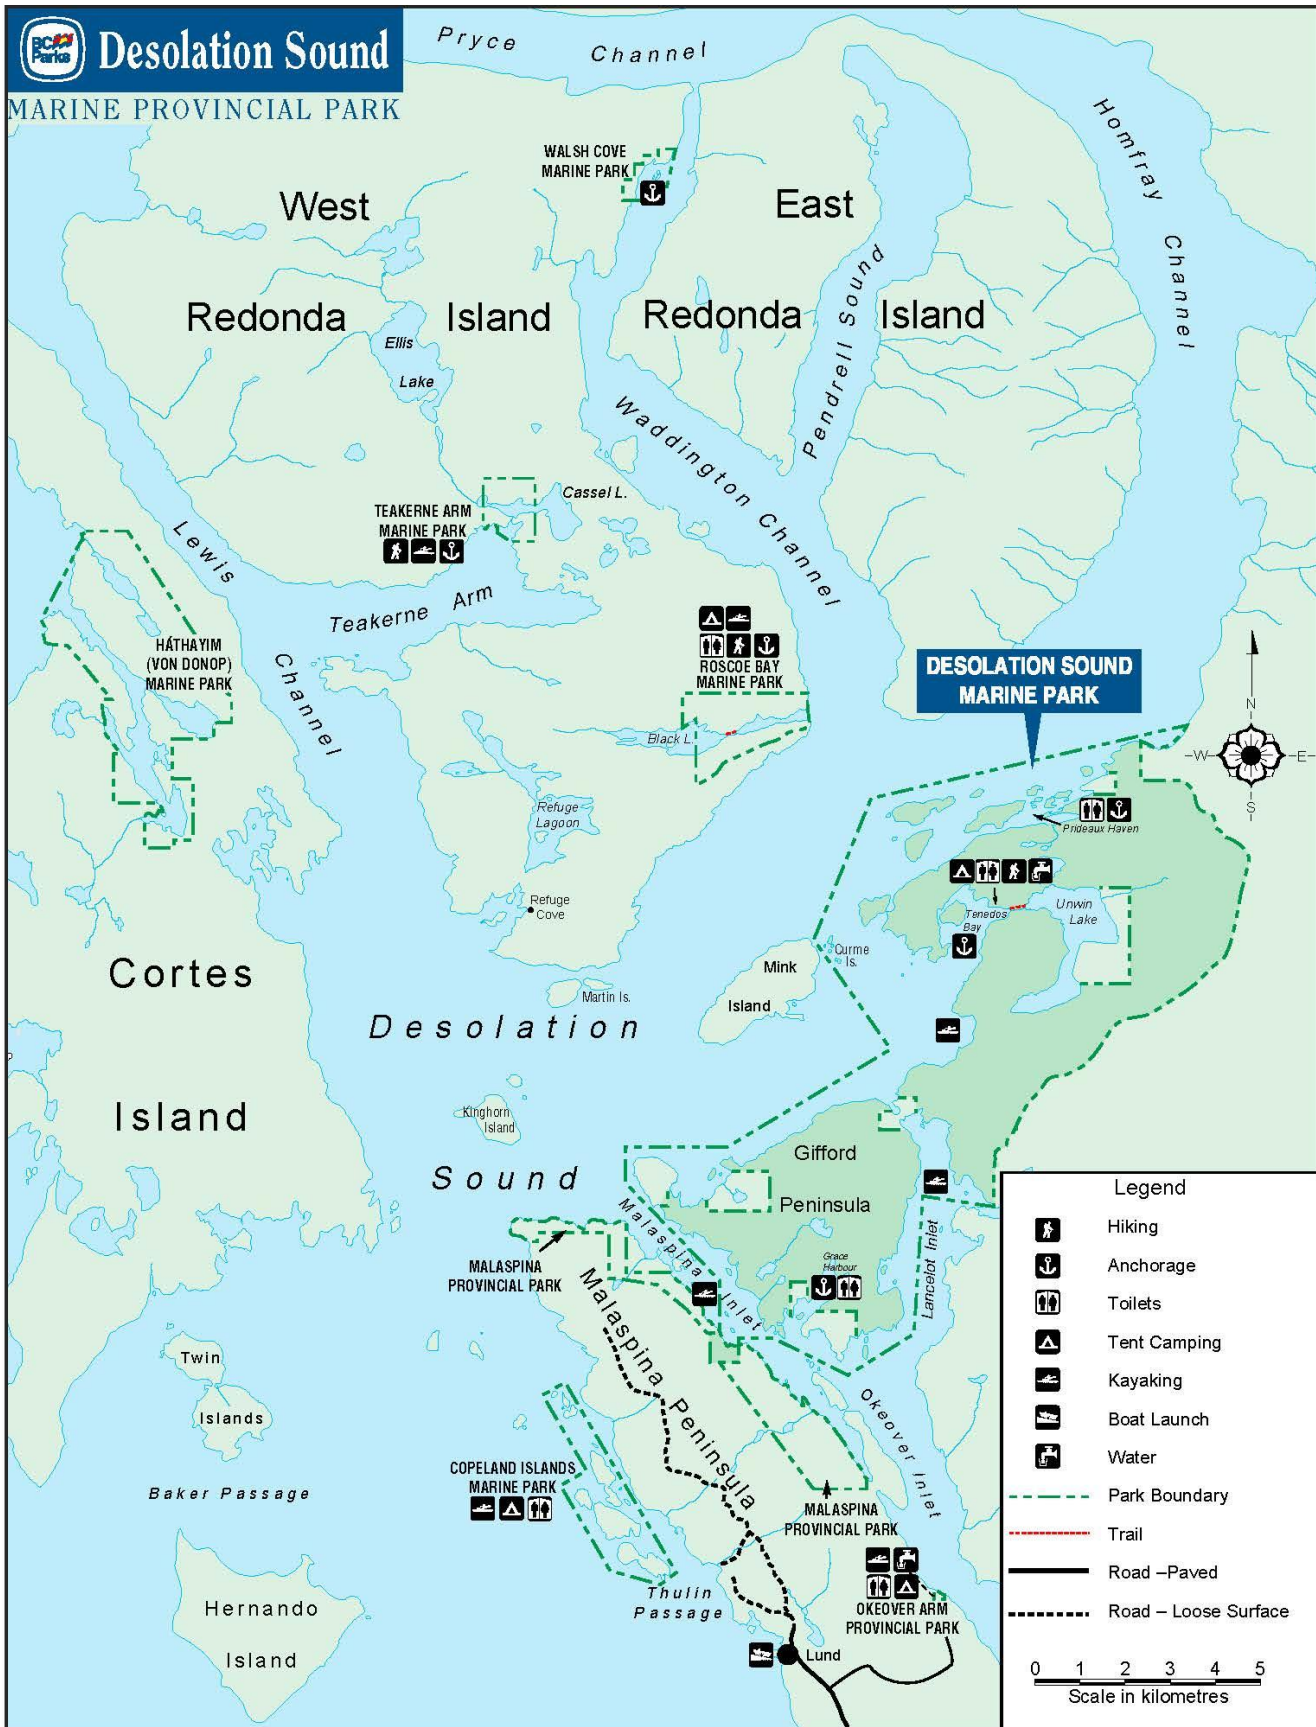 BC Parks
Desolation Sound
MARINE PROVINCIAL PARK
Pryce Channel
Homfray Channel
WALSH COVE
MARINE PARK
West
Redonda Island
East
Redonda Island
Pendrell Sound
Ellis
Lake
Waddington Channel
Cassel L.
TEAKERNE ARM
MARINE PARK
Lewis Channel
Teakerne Arm
HÁTHAYIM
(VON DONOP)
MARINE PARK
ROSCOE BAY
MARINE PARK
Black L.
DESOLATION SOUND
MARINE PARK
N
W
E
S
Refuge
Lagoon
Prideaux Haven
Refuge
Cove
Tenedos
Bay
Unwin
Lake
Curme
Is.
Mink
Island
Martin Is.
Cortes
Island
Desolation
Sound
Kinghorn
Island
Gifford
Peninsula
Malaspina Inlet
Grace
Harbour
Lancelot Inlet
MALASPINA
PROVINCIAL PARK
Malaspina Peninsula
Okeover Inlet
Twin
Islands
Baker Passage
COPELAND ISLANDS
MARINE PARK
MALASPINA
PROVINCIAL PARK
Thulin
Passage
OKEOVER ARM
PROVINCIAL PARK
Hernando
Island
Lund
Legend
Hiking
Anchorage
Toilets
Tent Camping
Kayaking
Boat Launch
Water
Park Boundary
Trail
Road –Paved
Road – Loose Surface
0 1 2 3 4 5
Scale in kilometres